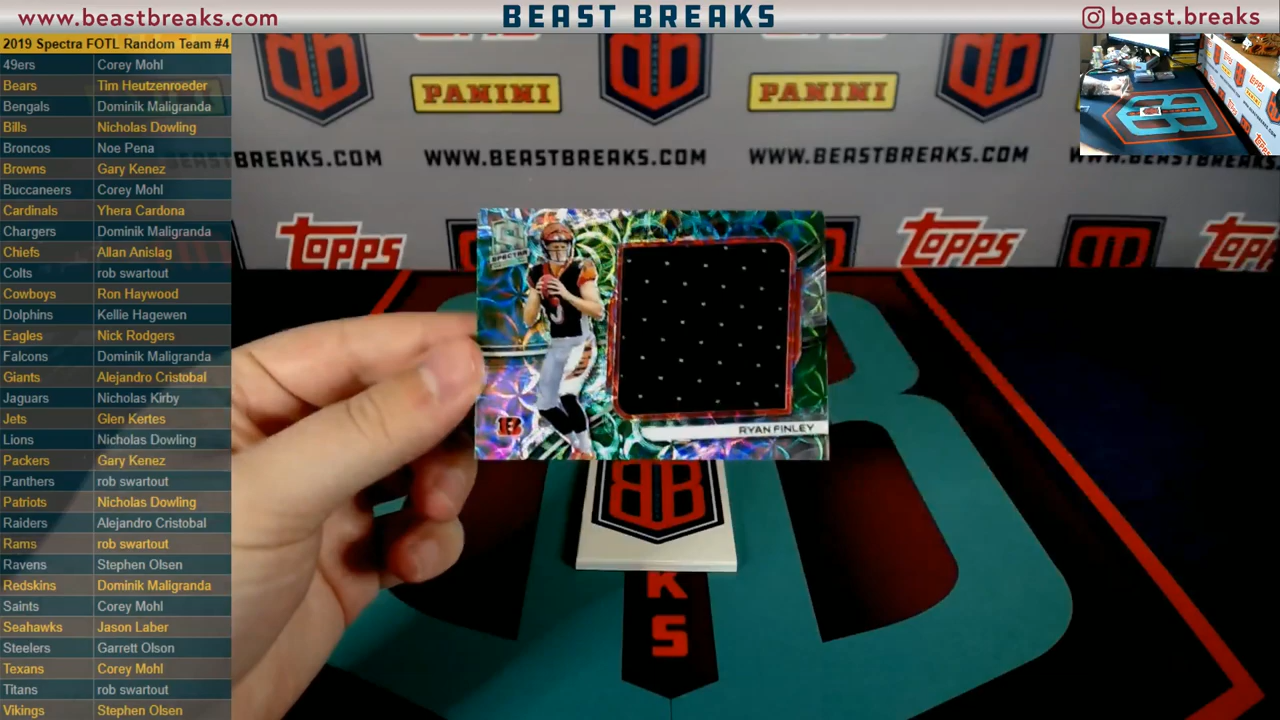 www.beastbreaks.com
BEAST BREAKS
beast.breaks
2019 Spectra FOTL Random Team #4
49ers Corey Mohl
Bears Tim Heutzenroeder
Bengals Dominik Maligranda
Bills Nicholas Dowling
Broncos Noe Pena
Browns Gary Kenez
Buccaneers Corey Mohl
Cardinals Yhera Cardona
Chargers Dominik Maligranda
Chiefs Allan Anislag
Colts rob swartout
Cowboys Ron Haywood
Dolphins Kellie Hagewen
Eagles Nick Rodgers
Falcons Dominik Maligranda
Giants Alejandro Cristobal
Jaguars Nicholas Kirby
Jets Glen Kertes
Lions Nicholas Dowling
Packers Gary Kenez
Panthers rob swartout
Patriots Nicholas Dowling
Raiders Alejandro Cristobal
Rams rob swartout
Ravens Stephen Olsen
Redskins Dominik Maligranda
Saints Corey Mohl
Seahawks Jason Laber
Steelers Garrett Olson
Texans Corey Mohl
Titans rob swartout
Vikings Stephen Olsen
PANINI PANINI
BREAKS.COM WWW.BEASTBREAKS.COM WWW.BEASTBREAKS.COM
TOPPS TOPPS
SPECTRA
B
RYAN FINLEY
BB
K
S
TOPPS